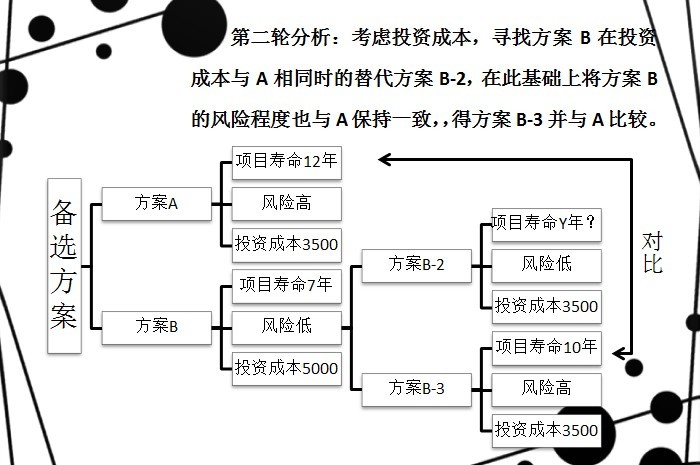 第二轮分析：考虑投资成本，寻找方案 B 在投资
成本与 A 相同时的替代方案 B-2，在此基础上将方案 B
的风险程度也与 A 保持一致，，得方案 B-3 并与 A 比较。
备选方案
方案A
项目寿命12年
风险高
投资成本3500
方案B
项目寿命7年
风险低
投资成本5000
方案B-2
项目寿命Y年？
风险低
投资成本3500
方案B-3
项目寿命10年
风险高
投资成本3500
对比